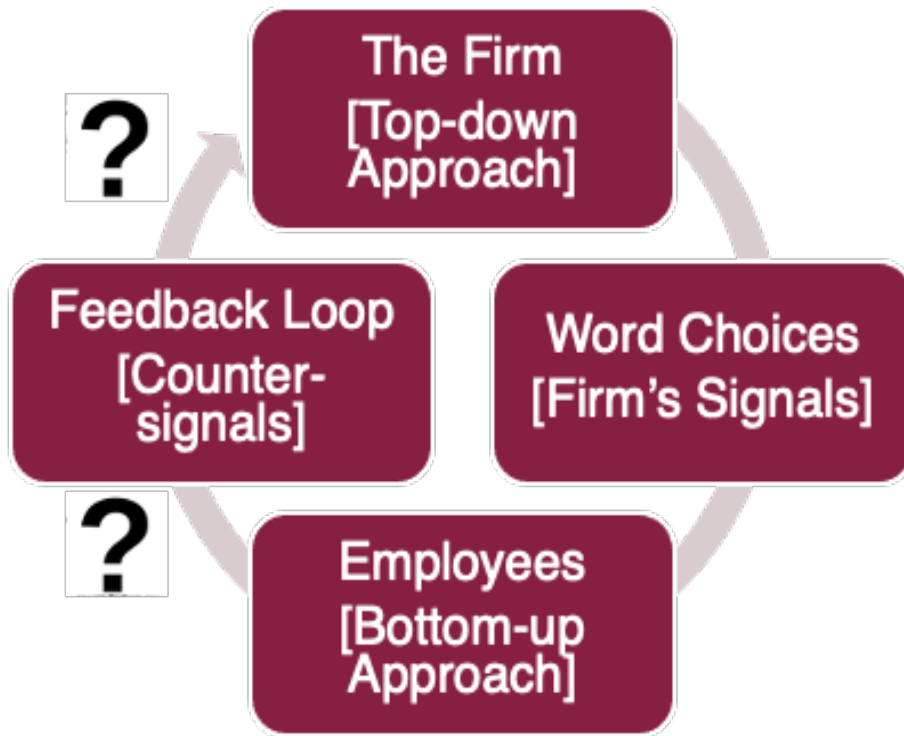 The Firm
[Top-down
Approach]
?
Feedback Loop
[Counter-
signals]
Word Choices
[Firm’s Signals]
?
Employees
[Bottom-up
Approach]